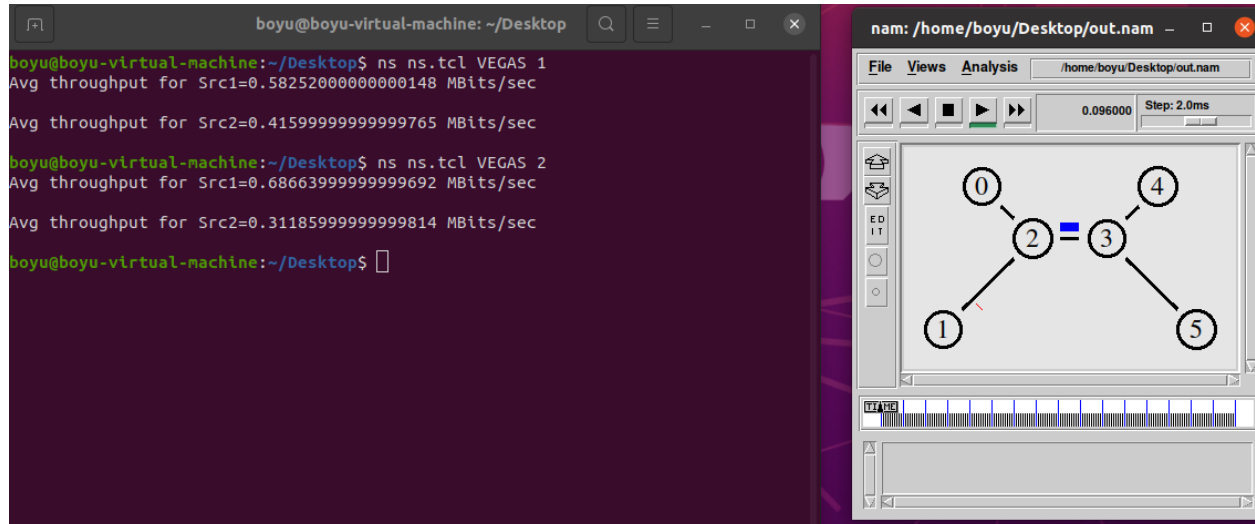 boyu@boyu-virtual-machine: ~/Desktop
boyu@boyu-virtual-machine:~/Desktop$ ns ns.tcl VEGAS 1
Avg throughput for Src1=0.58252000000000148 MBits/sec
Avg throughput for Src2=0.41599999999999765 MBits/sec
boyu@boyu-virtual-machine:~/Desktop$ ns ns.tcl VEGAS 2
Avg throughput for Src1=0.68663999999999692 MBits/sec
Avg throughput for Src2=0.31185999999999814 MBits/sec
boyu@boyu-virtual-machine:~/Desktop$
nam: /home/boyu/Desktop/out.nam
File Views Analysis /home/boyu/Desktop/out.nam
0.096000 Step: 2.0ms
E D
I T
0 4
2 3
1 5
TIME